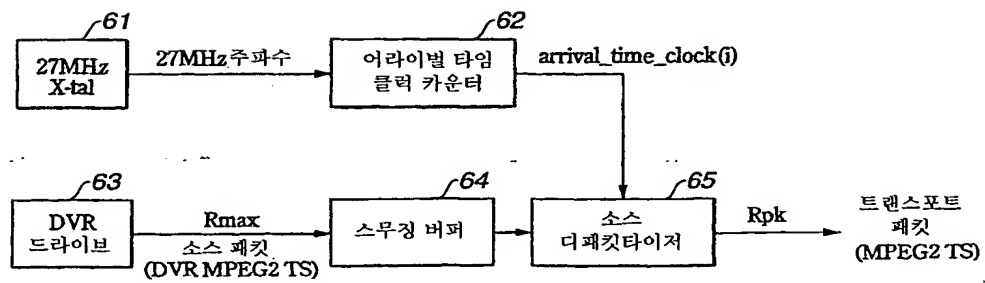 61
27MHz
X-tal
27MHz주파수
62
어라이벌 타임
클럭 카운터
arrival_time_clock(i)
63
DVR
드라이브
Rmax
소스 패킷
(DVR MPEG2 TS)
64
스무징 버퍼
65
소스
디패킷타이저
Rpk
트랜스포트
패킷
(MPEG2 TS)